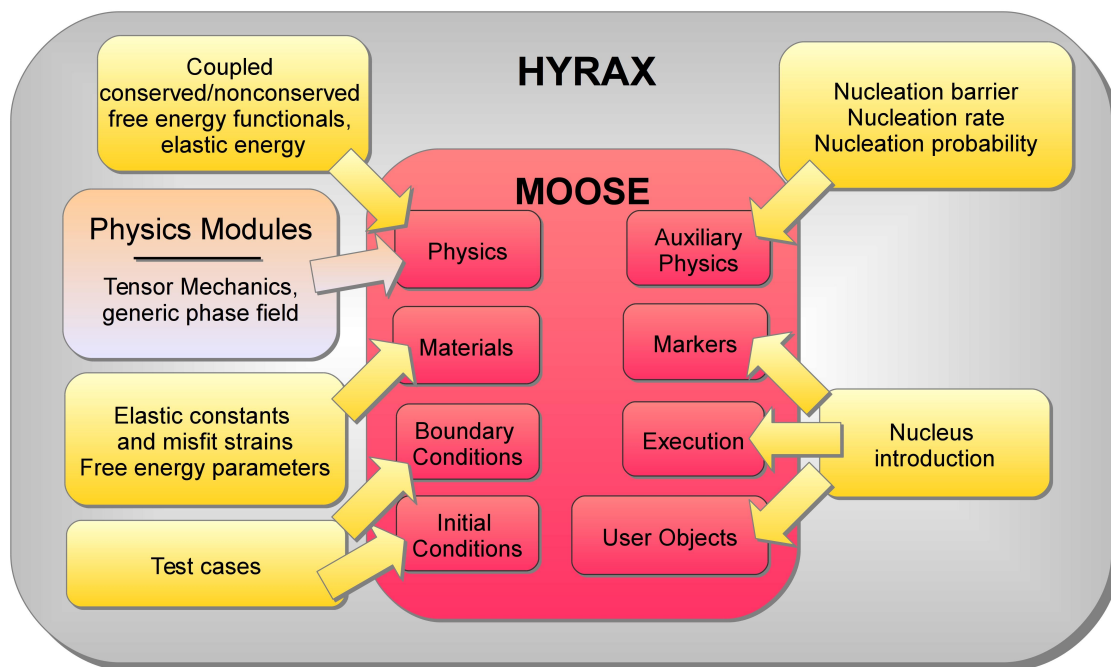 HYRAX
Coupled
conserved/nonconserved
free energy functionals,
elastic energy
Nucleation barrier
Nucleation rate
Nucleation probability
MOOSE
Physics Modules
Tensor Mechanics,
generic phase field
Physics
Auxiliary
Physics
Materials
Markers
Elastic constants
and misfit strains
Free energy parameters
Boundary
Conditions
Execution
Nucleus
introduction
Test cases
Initial
Conditions
User Objects